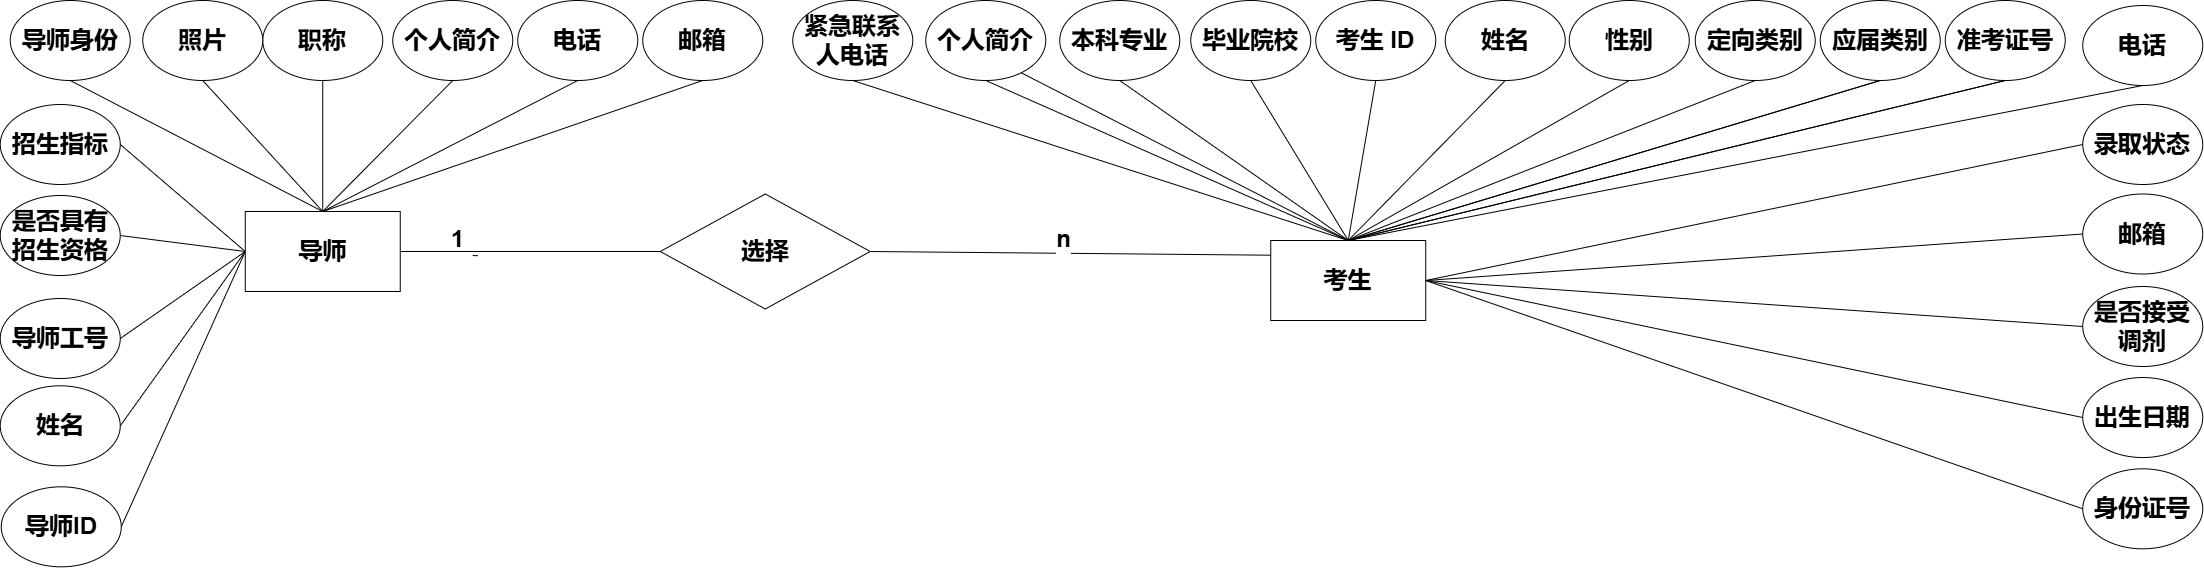 导师身份
照片
职称
个人简介
电话
邮箱
紧急联系
人电话
个人简介
本科专业
毕业院校
考生 ID
姓名
性别
定向类别
应届类别
准考证号
电话
招生指标
录取状态
是否具有
招生资格
邮箱
导师
1
选择
n
考生
是否接受
调剂
导师工号
姓名
出生日期
导师ID
身份证号